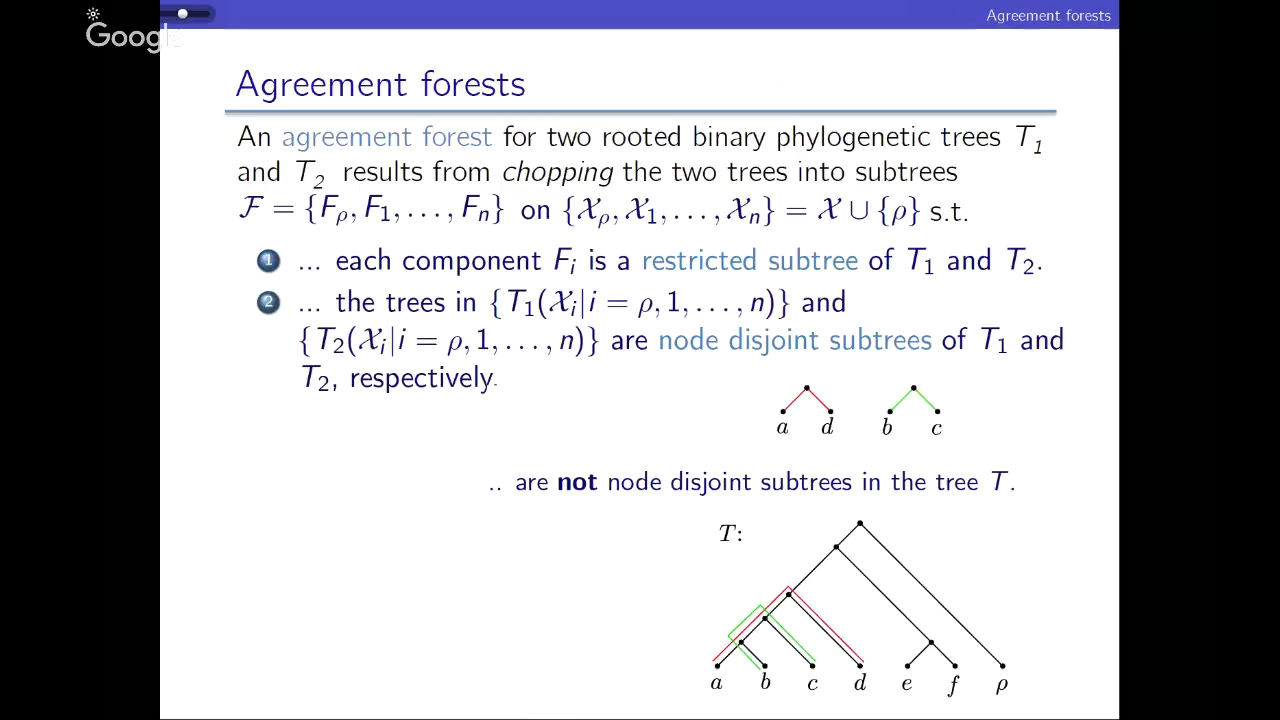 Agreement forests
Google
Agreement forests
An agreement forest for two rooted binary phylogenetic trees T₁
and T₂ results from chopping the two trees into subtrees
ℱ = {F_ρ, F₁, . . . , Fₙ} on {𝒳_ρ, 𝒳₁, . . . , 𝒳ₙ} = 𝒳 ∪ {ρ} s.t.
1 ... each component Fᵢ is a restricted subtree of T₁ and T₂.
2 ... the trees in {T₁(𝒳ᵢ|i = ρ, 1, . . . , n)} and
{T₂(𝒳ᵢ|i = ρ, 1, . . . , n)} are node disjoint subtrees of T₁ and
T₂, respectively.
a d b c
.. are not node disjoint subtrees in the tree T.
T:
a b c d e f ρ